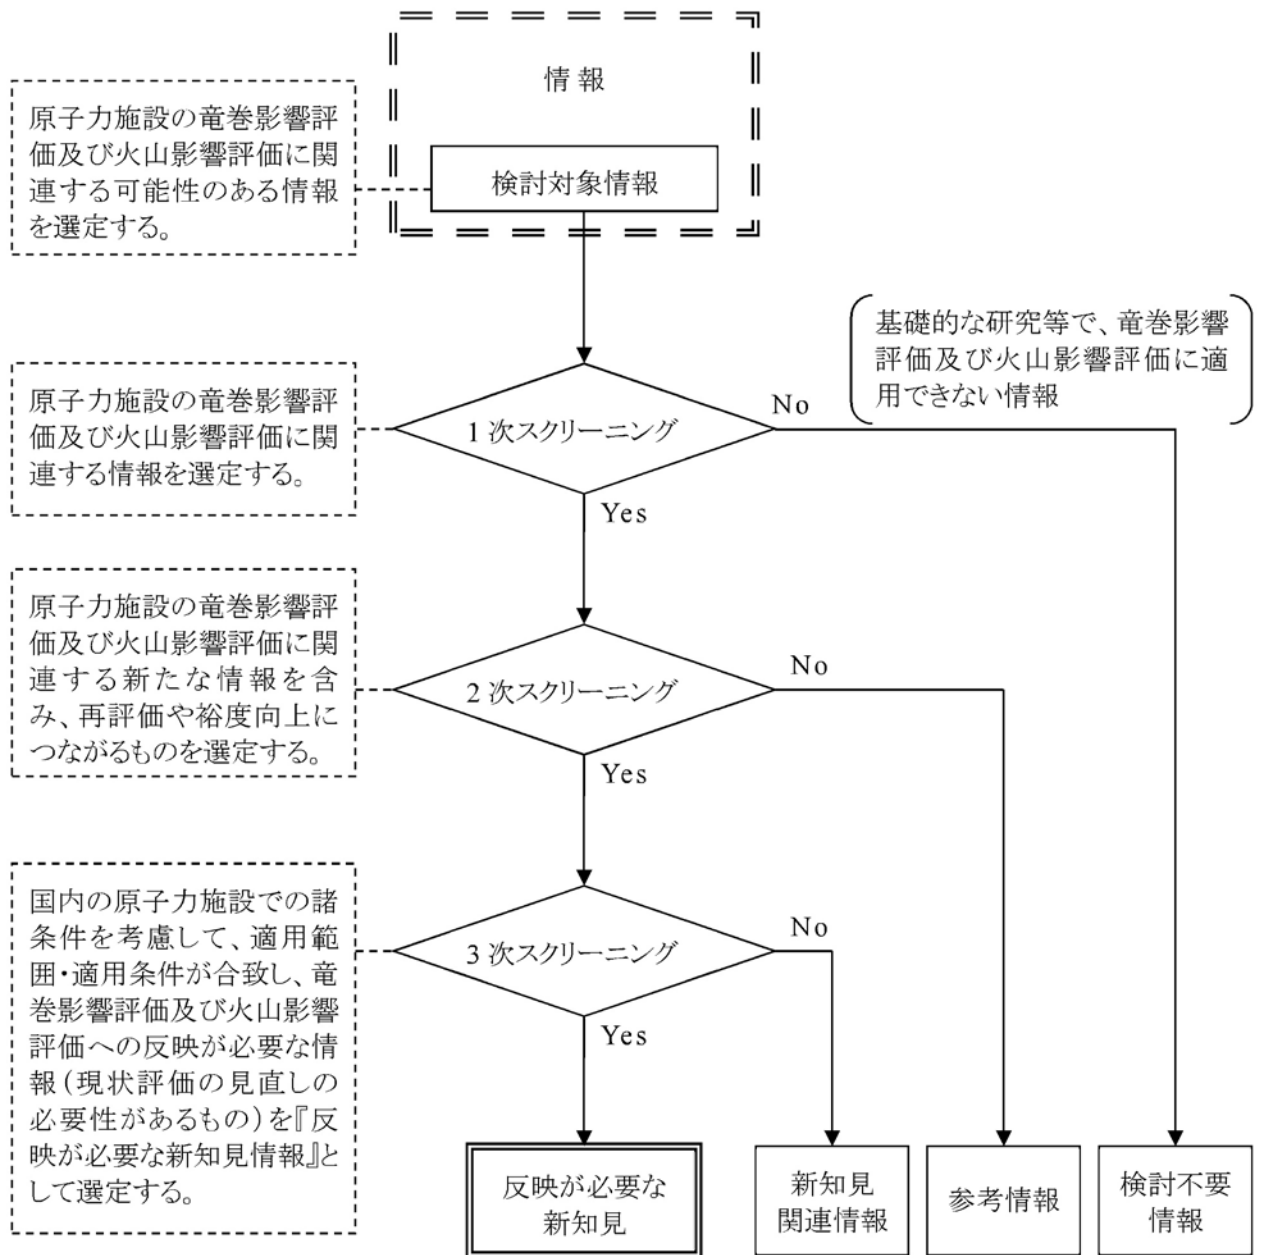 情報
検討対象情報
原子力施設の竜巻影響評
価及び火山影響評価に関
連する可能性のある情報
を選定する。
基礎的な研究等で、竜巻影響
評価及び火山影響評価に適
用できない情報
原子力施設の竜巻影響評
価及び火山影響評価に関
連する情報を選定する。
1次スクリーニング
No
Yes
原子力施設の竜巻影響評
価及び火山影響評価に関
連する新たな情報を含
み、再評価や裕度向上に
つながるものを選定する。
2次スクリーニング
No
Yes
国内の原子力施設での諸
条件を考慮して、適用範
囲・適用条件が合致し、竜
巻影響評価及び火山影響
評価への反映が必要な情
報（現状評価の見直しの
必要性があるもの）を『反
映が必要な新知見情報』と
して選定する。
3次スクリーニング
No
Yes
反映が必要な
新知見
新知見
関連情報
参考情報
検討不要
情報